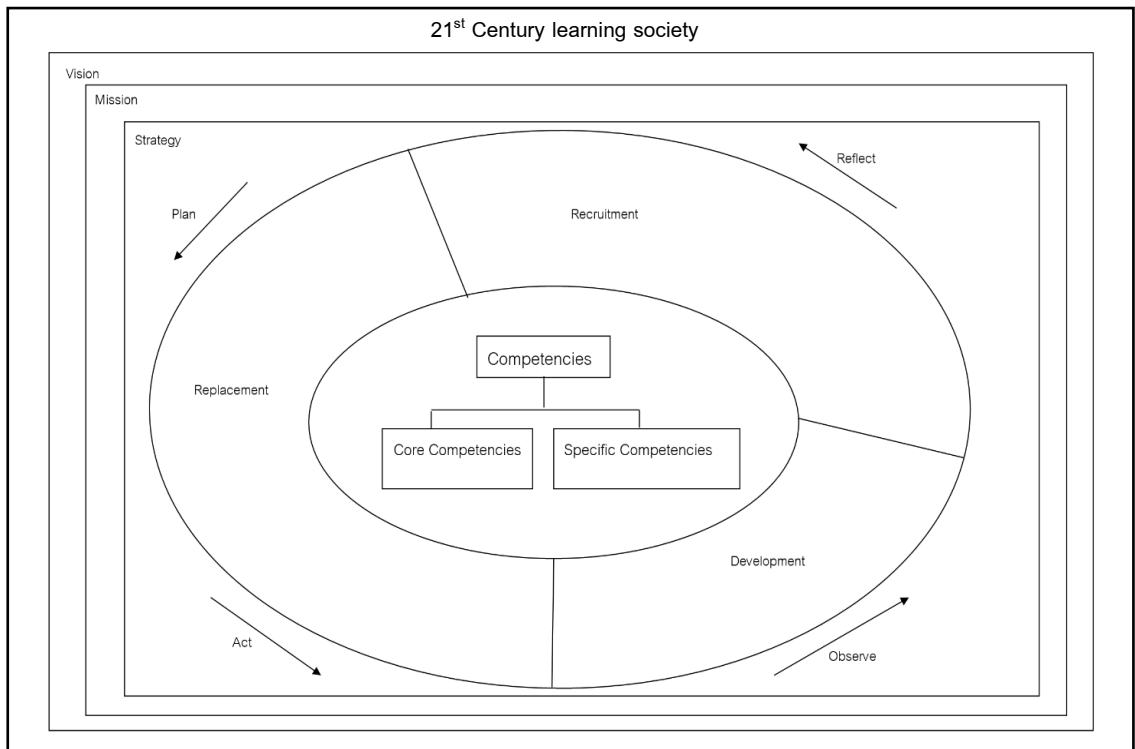 21st Century learning society
Vision
Mission
Strategy
Reflect
Plan
Recruitment
Competencies
Replacement
Core Competencies
Specific Competencies
Development
Act
Observe